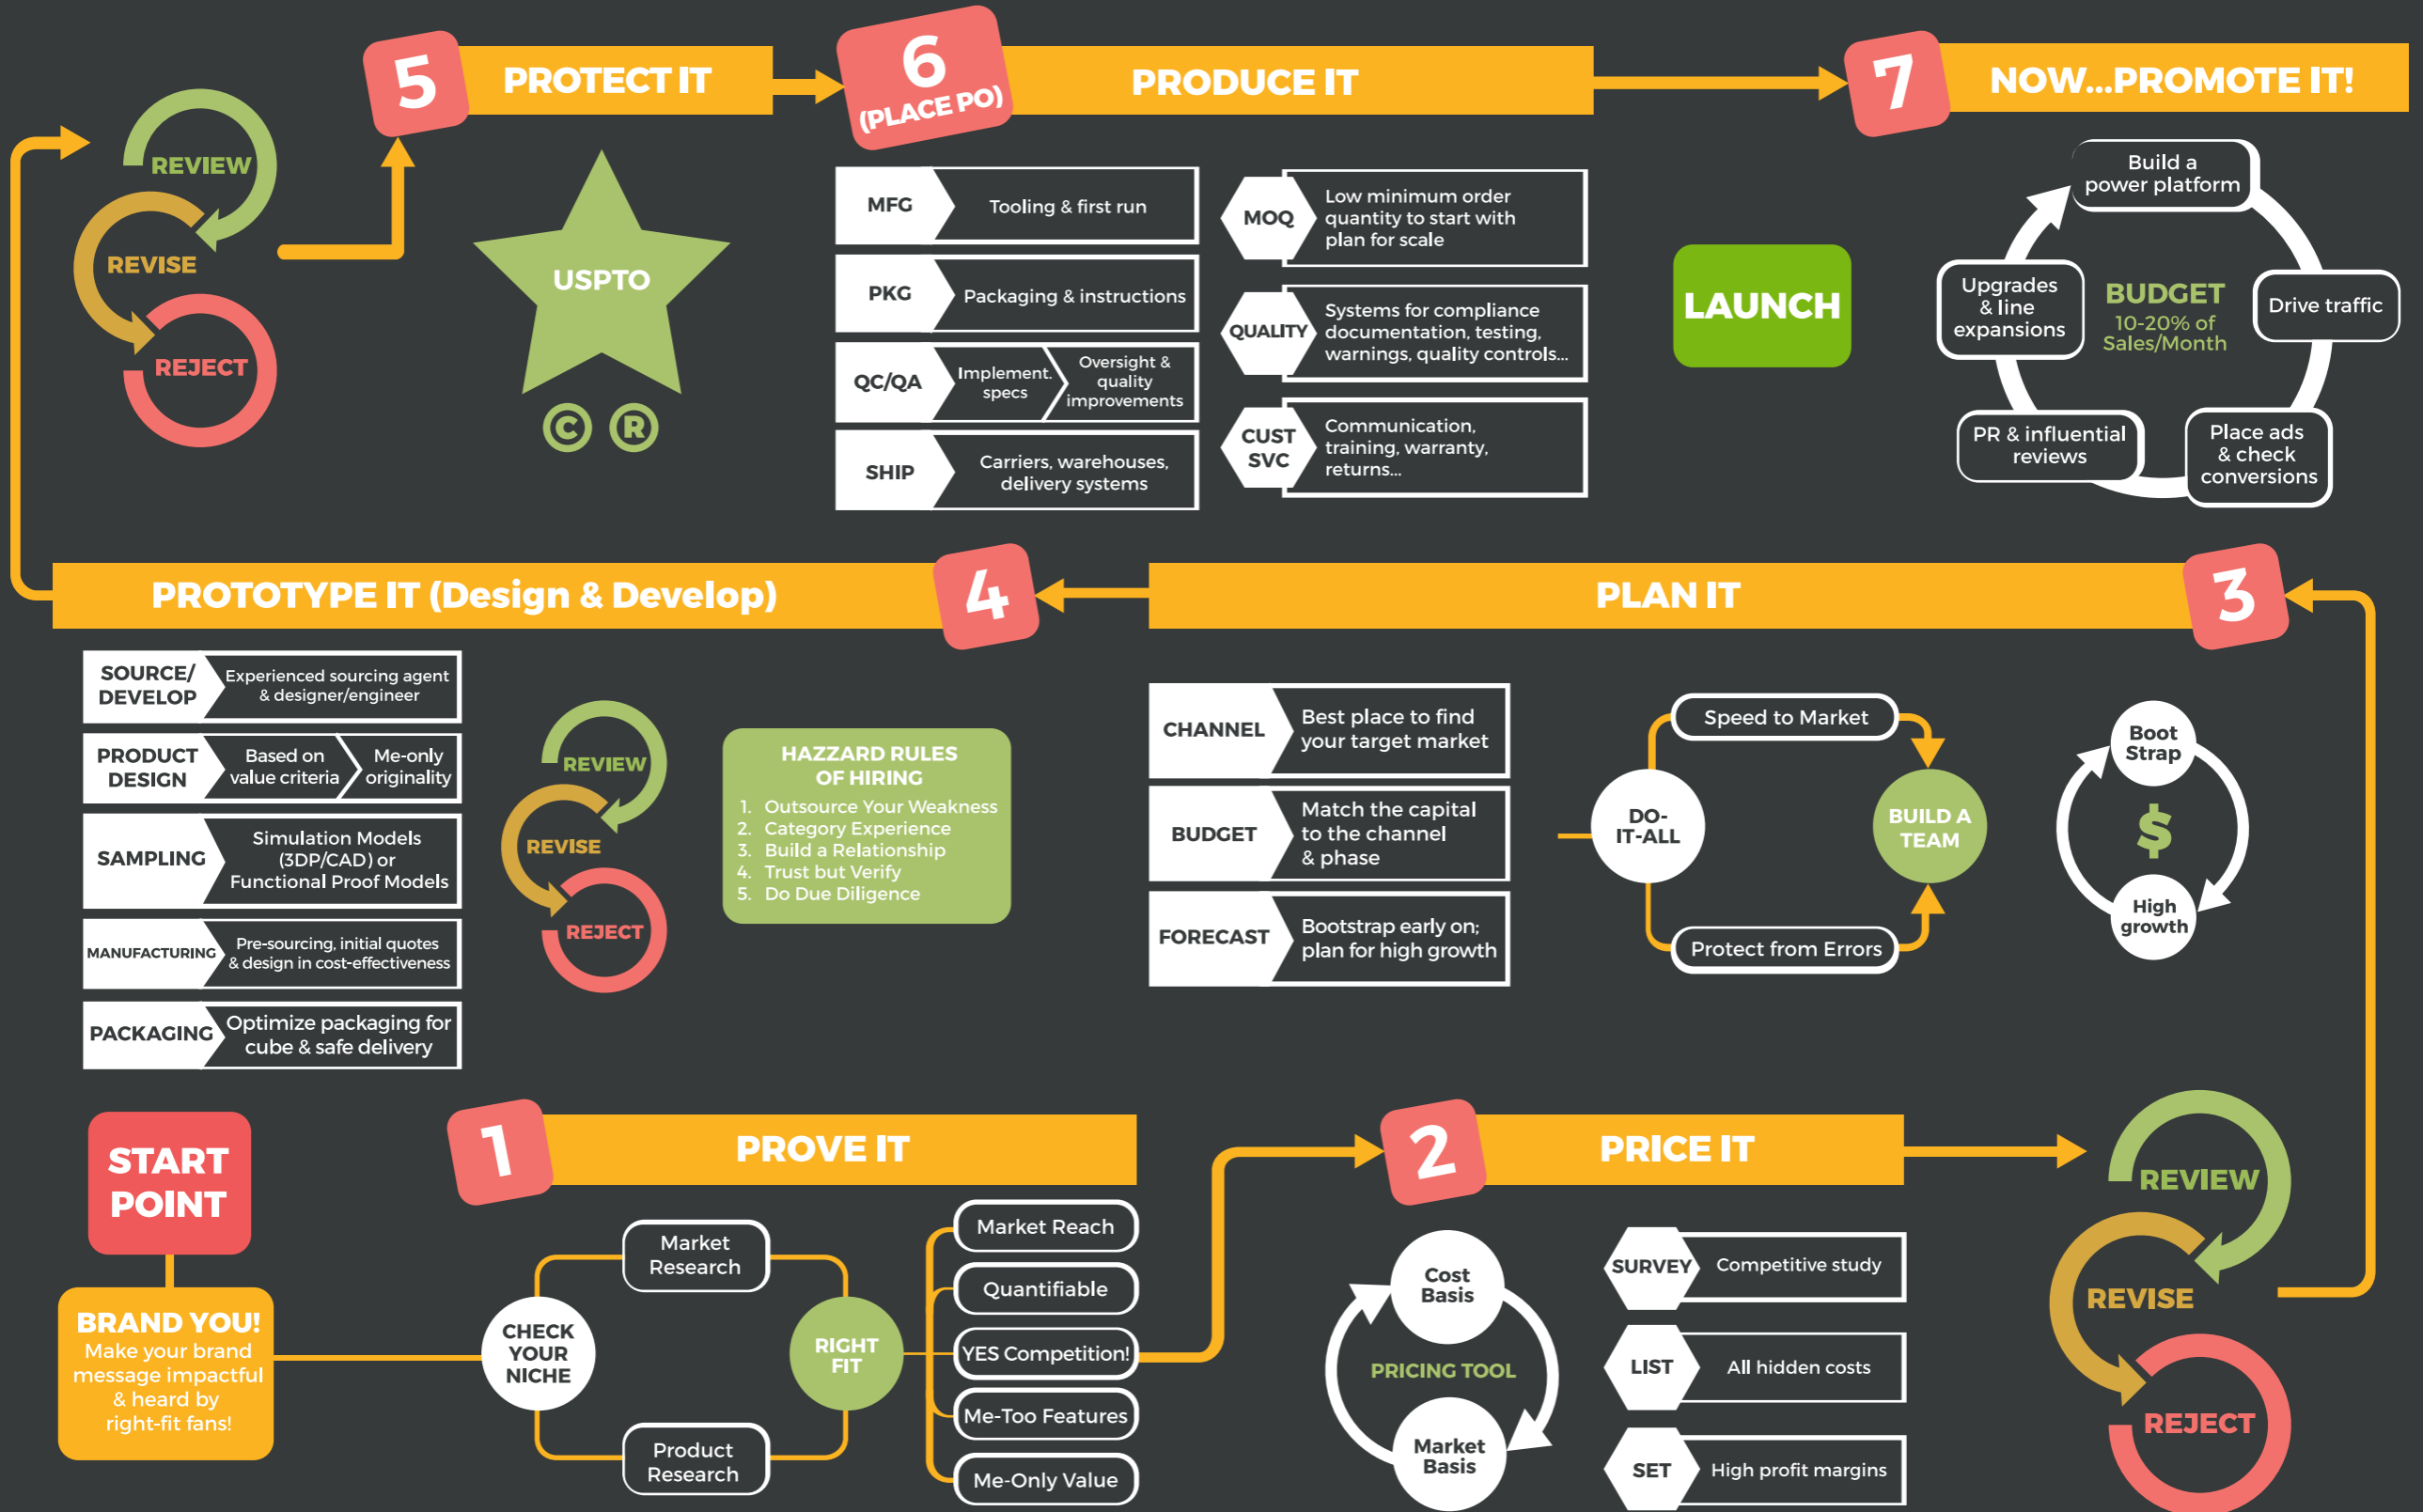 5
PROTECT IT
6
(PLACE PO)
PRODUCE IT
7
NOW...PROMOTE IT!
REVIEW
REVISE
REJECT
USPTO
©
®
MFG
Tooling & first run
PKG
Packaging & instructions
QC/QA
Implement.
specs
Oversight &
quality
improvements
SHIP
Carriers, warehouses,
delivery systems
MOQ
Low minimum order
quantity to start with
plan for scale
QUALITY
Systems for compliance
documentation, testing,
warnings, quality controls...
CUST
SVC
Communication,
training, warranty,
returns...
LAUNCH
Build a
power platform
Drive traffic
Place ads
& check
conversions
PR & influential
reviews
Upgrades
& line
expansions
BUDGET
10-20% of
Sales/Month
PROTOTYPE IT (Design & Develop)
4
PLAN IT
3
SOURCE/
DEVELOP
Experienced sourcing agent
& designer/engineer
PRODUCT
DESIGN
Based on
value criteria
Me-only
originality
SAMPLING
Simulation Models
(3DP/CAD) or
Functional Proof Models
MANUFACTURING
Pre-sourcing, initial quotes
& design in cost-effectiveness
PACKAGING
Optimize packaging for
cube & safe delivery
REVIEW
REVISE
REJECT
HAZZARD RULES
OF HIRING
1. Outsource Your Weakness
2. Category Experience
3. Build a Relationship
4. Trust but Verify
5. Do Due Diligence
CHANNEL
Best place to find
your target market
BUDGET
Match the capital
to the channel
& phase
FORECAST
Bootstrap early on;
plan for high growth
DO-
IT-ALL
Speed to Market
Protect from Errors
BUILD A
TEAM
Boot
Strap
$
High
growth
START
POINT
BRAND YOU!
Make your brand
message impactful
& heard by
right-fit fans!
1
PROVE IT
CHECK
YOUR
NICHE
Market
Research
Product
Research
RIGHT
FIT
Market Reach
Quantifiable
YES Competition!
Me-Too Features
Me-Only Value
2
PRICE IT
Cost
Basis
PRICING TOOL
Market
Basis
SURVEY
Competitive study
LIST
All hidden costs
SET
High profit margins
REVIEW
REVISE
REJECT